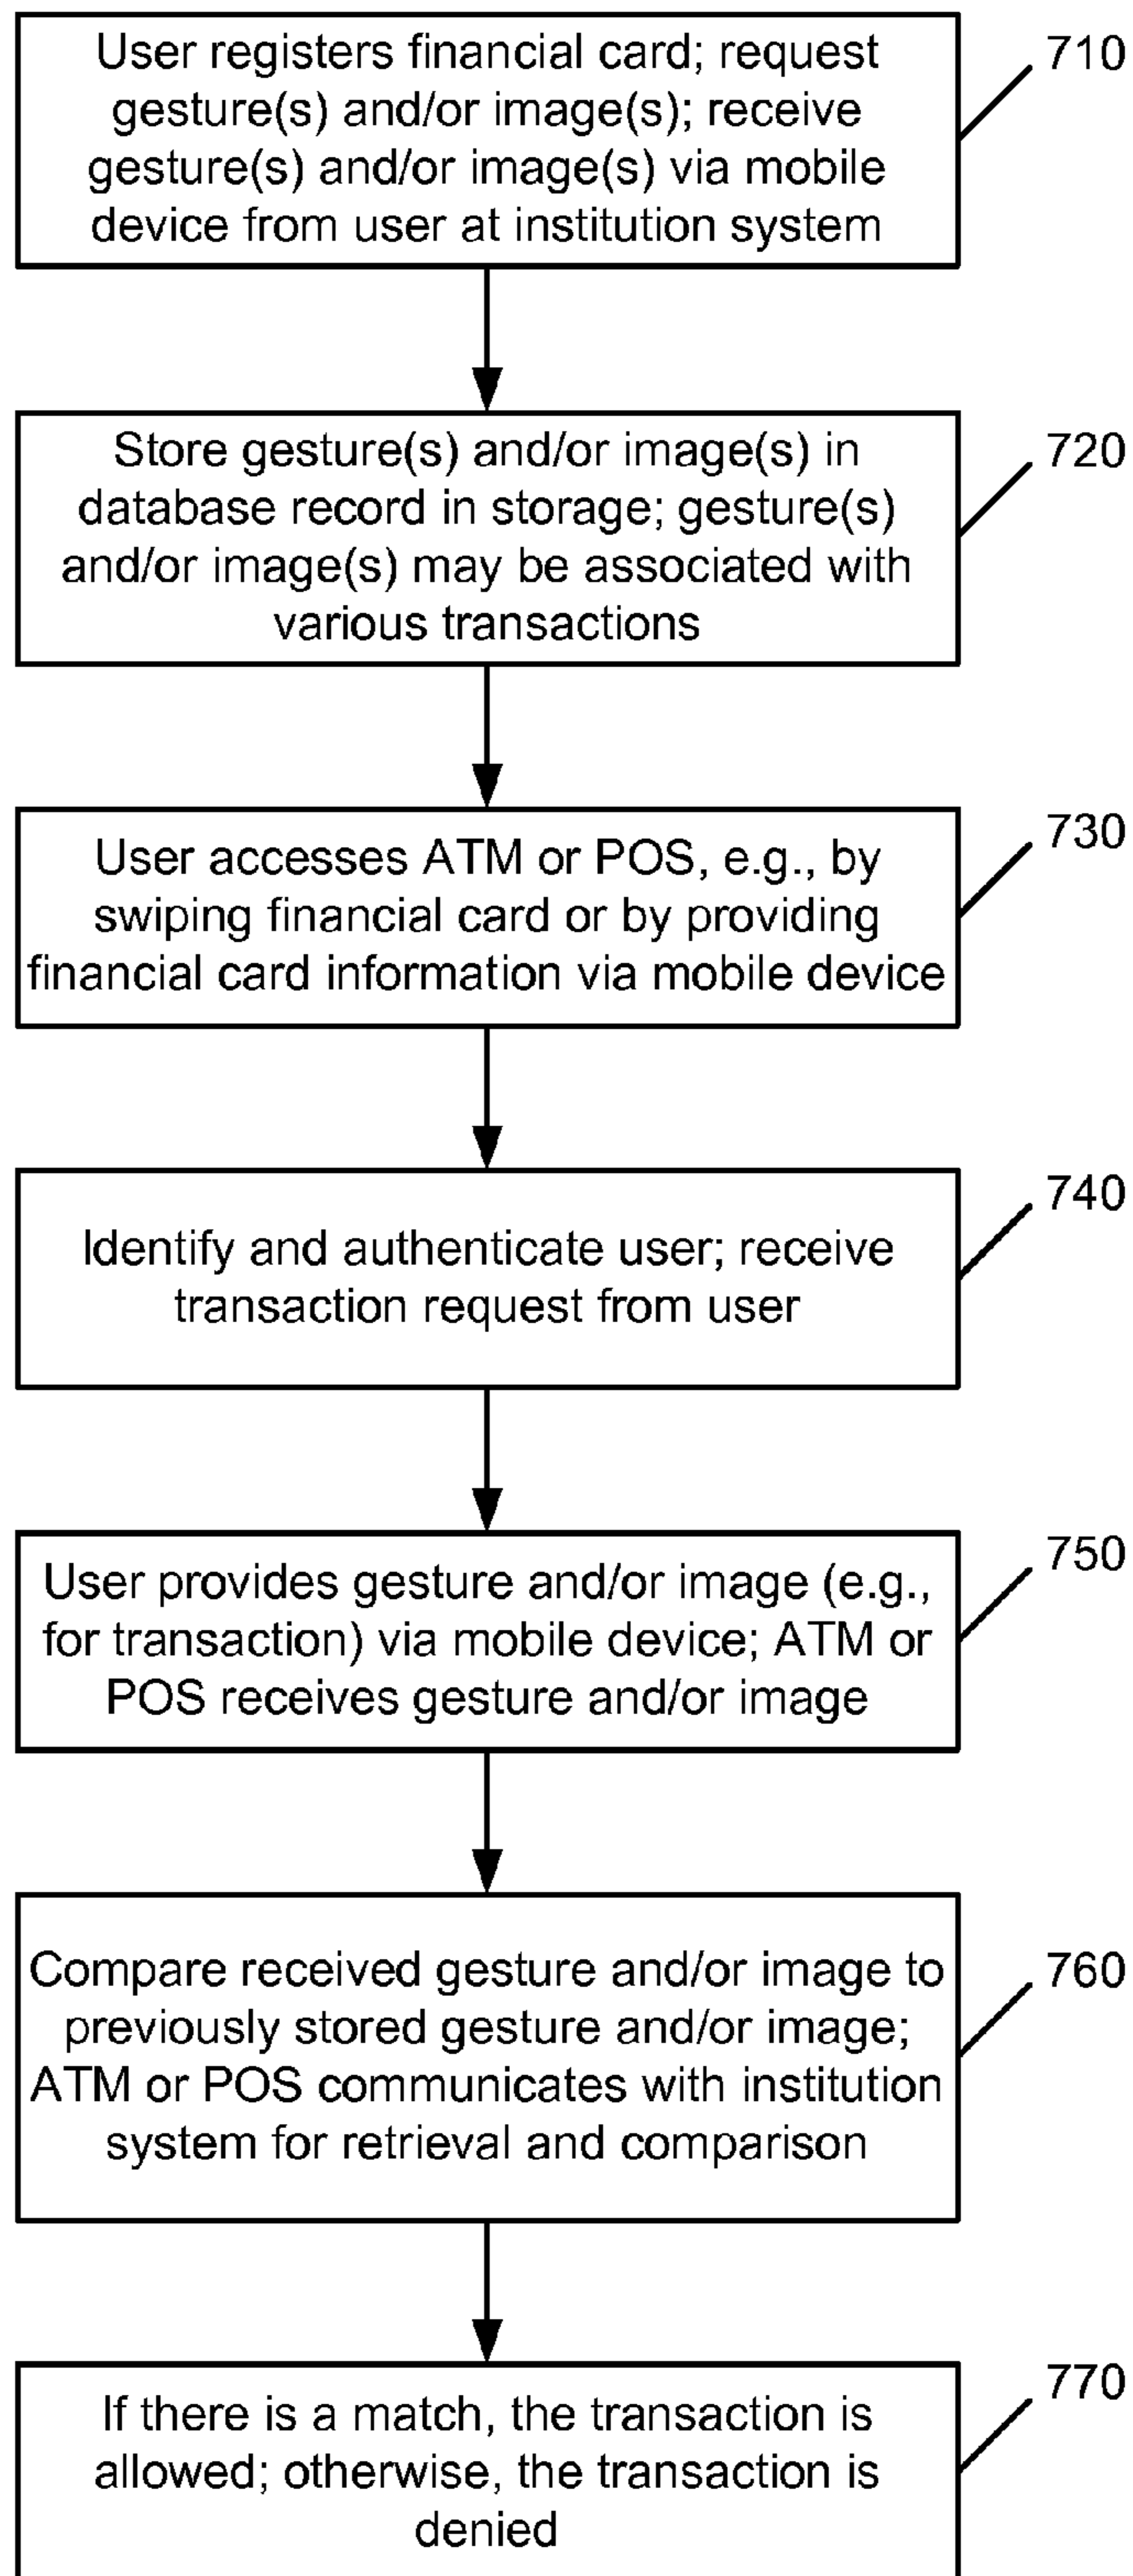 User registers financial card; request
gesture(s) and/or image(s); receive
gesture(s) and/or image(s) via mobile
device from user at institution system
710
Store gesture(s) and/or image(s) in
database record in storage; gesture(s)
and/or image(s) may be associated with
various transactions
720
User accesses ATM or POS, e.g., by
swiping financial card or by providing
financial card information via mobile device
730
Identify and authenticate user; receive
transaction request from user
740
User provides gesture and/or image (e.g.,
for transaction) via mobile device; ATM or
POS receives gesture and/or image
750
Compare received gesture and/or image to
previously stored gesture and/or image;
ATM or POS communicates with institution
system for retrieval and comparison
760
If there is a match, the transaction is
allowed; otherwise, the transaction is
denied
770